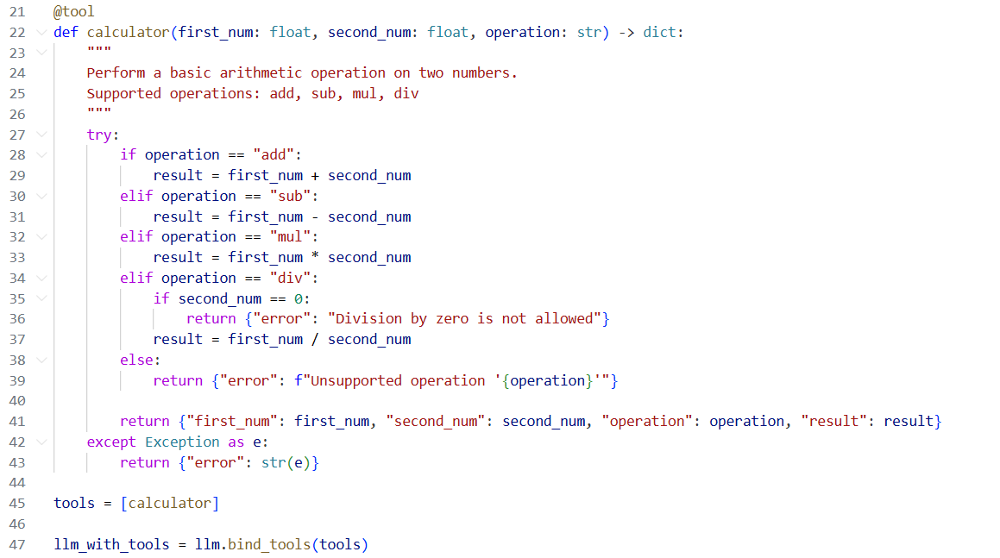 21 @tool
22 def calculator(first_num: float, second_num: float, operation: str) -> dict:
23     """
24     Perform a basic arithmetic operation on two numbers.
25     Supported operations: add, sub, mul, div
26     """
27     try:
28         if operation == "add":
29             result = first_num + second_num
30         elif operation == "sub":
31             result = first_num - second_num
32         elif operation == "mul":
33             result = first_num * second_num
34         elif operation == "div":
35             if second_num == 0:
36                 return {"error": "Division by zero is not allowed"}
37             result = first_num / second_num
38         else:
39             return {"error": f"Unsupported operation '{operation}'"}
40
41         return {"first_num": first_num, "second_num": second_num, "operation": operation, "result": result}
42     except Exception as e:
43         return {"error": str(e)}
44
45 tools = [calculator]
46
47 llm_with_tools = llm.bind_tools(tools)